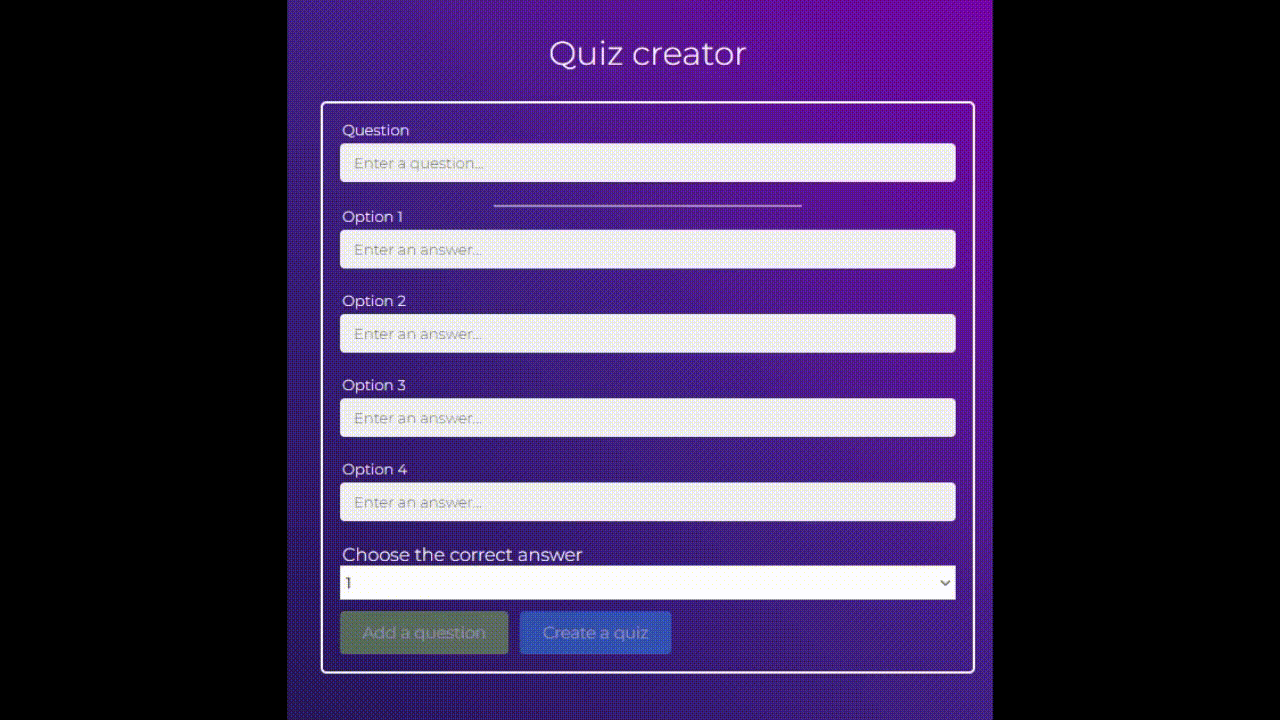 Quiz creator
Question
Enter a question...
Option 1
Enter an answer...
Option 2
Enter an answer...
Option 3
Enter an answer...
Option 4
Enter an answer...
Choose the correct answer
1
Add a question
Create a quiz